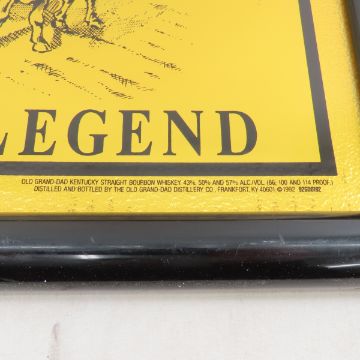 LEGEND
OLD GRAND-DAD KENTUCKY STRAIGHT BOURBON WHISKEY 43%, 50% AND 57% ALC./VOL. (86, 100 AND 114 PROOF).
DISTILLED AND BOTTLED BY THE OLD GRAND-DAD DISTILLERY CO., FRANKFORT, KY 40601 © 1992